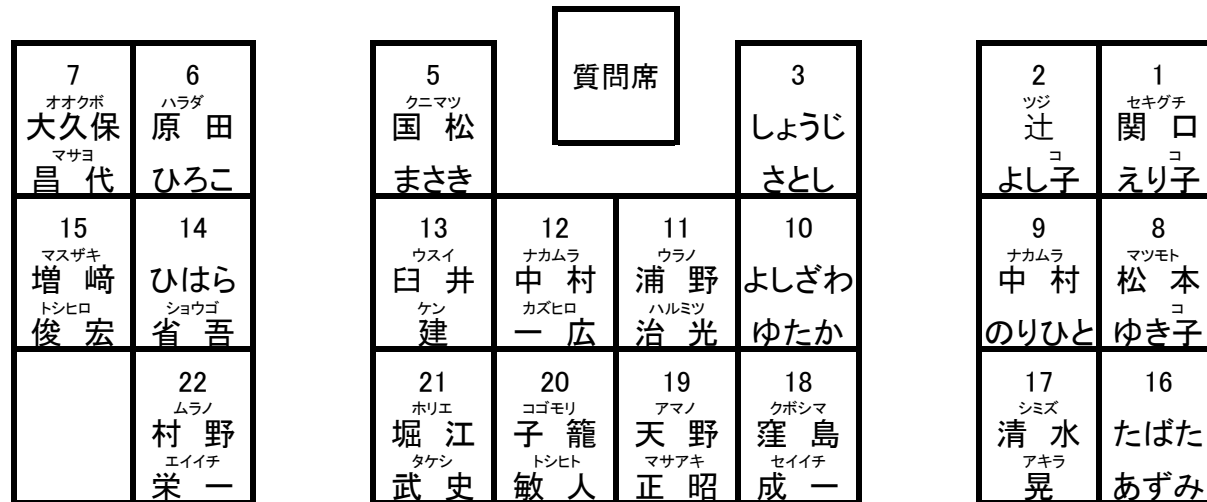 質問席
7
オオクボ
大久保
マサヨ
昌 代
6
ハラダ
原 田
ひろこ
5
クニマツ
国 松
まさき
3
しょうじ
さとし
2
ツジ
辻
コ
よし子
1
セキグチ
関 口
コ
えり子
15
マスザキ
増 﨑
トシヒロ
俊 宏
14
ひはら
ショウゴ
省 吾
13
ウスイ
臼 井
ケン
建
12
ナカムラ
中 村
カズヒロ
一 広
11
ウラノ
浦 野
ハルミツ
治 光
10
よしざわ
ゆたか
9
ナカムラ
中 村
のりひと
8
マツモト
松 本
コ
ゆき子
22
ムラノ
村 野
エイイチ
栄 一
21
ホリエ
堀 江
タケシ
武 史
20
コゴモリ
子 籠
トシヒト
敏 人
19
アマノ
天 野
マサアキ
正 昭
18
クボシマ
窪 島
セイイチ
成 一
17
シミズ
清 水
アキラ
晃
16
たばた
あずみ